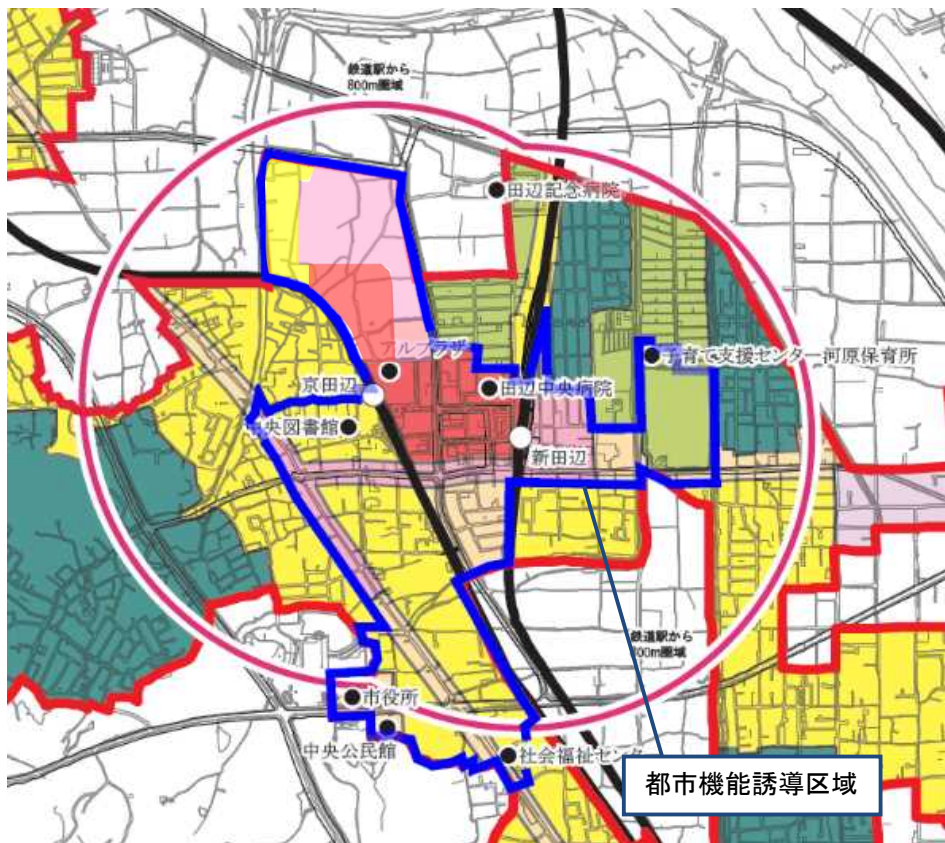 鉄道駅から
800m圏域
田辺記念病院
アルプラザ
子育て支援センター河原保育所
京田辺
田辺中央病院
中央図書館
新田辺
鉄道駅から
800m圏域
市役所
中央公民館
社会福祉センター
都市機能誘導区域